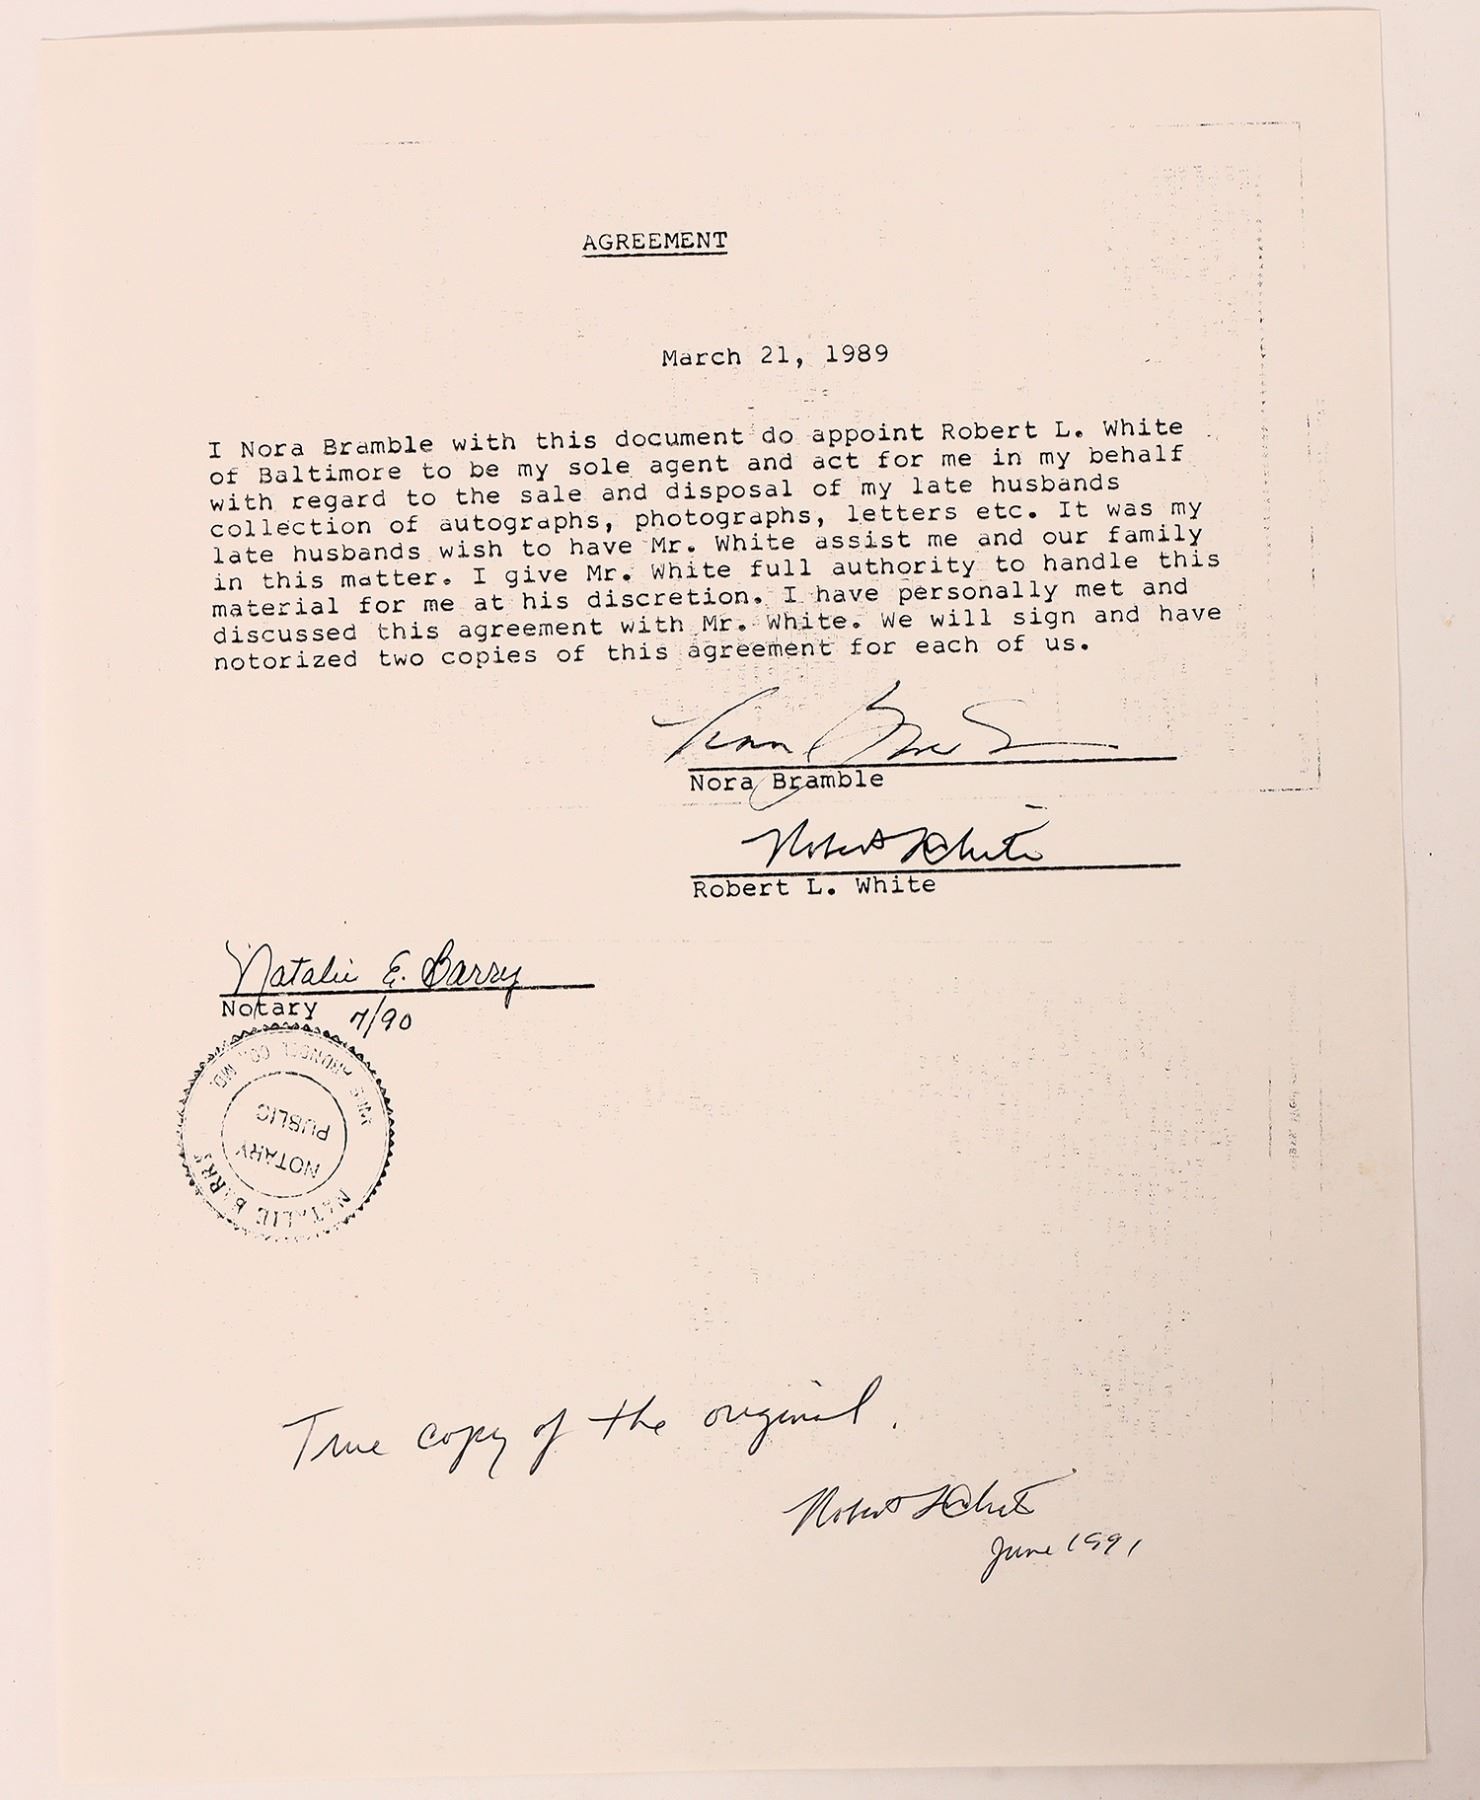 AGREEMENT
March 21, 1989
I Nora Bramble with this document do appoint Robert L. White
of Baltimore to be my sole agent and act for me in my behalf
with regard to the sale and disposal of my late husbands
collection of autographs, photographs, letters etc. It was my
late husbands wish to have Mr. White assist me and our family
in this matter. I give Mr. White full authority to handle this
material for me at his discretion. I have personally met and
discussed this agreement with Mr. White. We will sign and have
notorized two copies of this agreement for each of us.
Nora Bramble
Robert L White
Robert L. White
Natalie E. Barry
Notary
7/90
CO., MD.
NATALIE BARRY
NOTARY
PUBLIC
True copy of the original.
Robert L White
June 1991